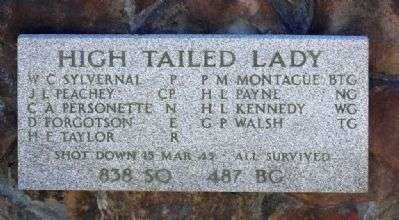 HIGH TAILED LADY
W C SYLVERNAL P P M MONTAGUE BTG
J L PEACHEY CP H L PAYNE NG
C A PERSONETTE N H L KENNEDY WG
D FORGOTSON E G P WALSH TG
H E TAYLOR R
SHOT DOWN 15 MAR 45 ALL SURVIVED
838 SQ 487 BG